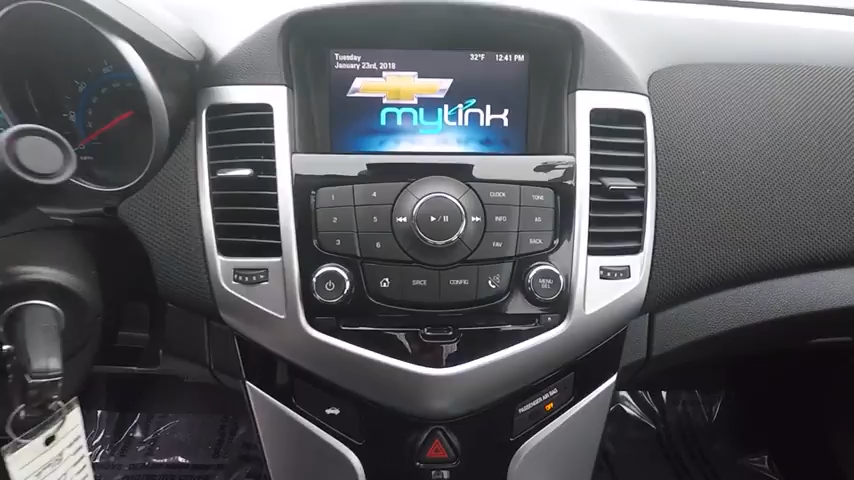 Tuesday
January 23rd, 2018
32°F 12:41 PM
mylink
1 4 CLOCK TONE
2 5 INFO AS
3 6 FAV BACK
SRCE CONFIG
MENU
SEL
PASSENGER AIR BAG
OFF